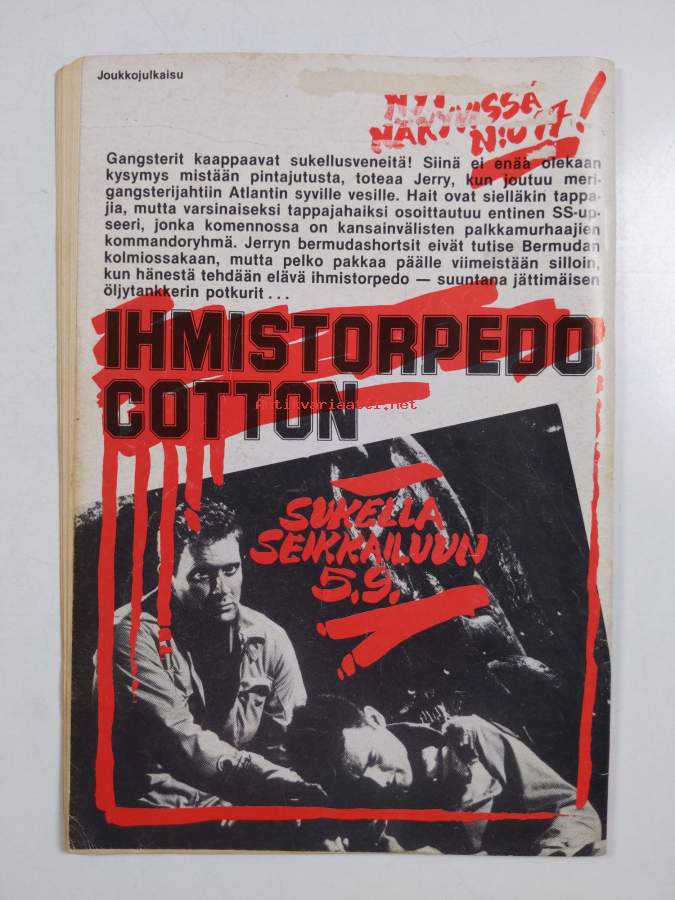 Joukkojulkaisu
NYT
NÄKYVISSÄ
N:O 17!
Gangsterit kaappaavat sukellusveneitä! Siinä ei enää olekaan
kysymys mistään pintajutusta, toteaa Jerry, kun joutuu meri-
gangsterijahtiin Atlantin syville vesille. Hait ovat sielläkin tappa-
jia, mutta varsinaiseksi tappajahaiksi osoittautuu entinen SS-up-
seeri, jonka komennossa on kansainvälisten palkkamurhaajien
kommandoryhmä. Jerryn bermudashortsit eivät tutise Bermudan
kolmiossakaan, mutta pelko pakkaa päälle viimeistään silloin,
kun hänestä tehdään elävä ihmistorpedo — suuntana jättimäisen
öljytankkerin potkurit . . .
IHMISTORPEDO
COTTON
Antikvariaatti.net
SUKELLA
SEIKKAILUUN
5.9.